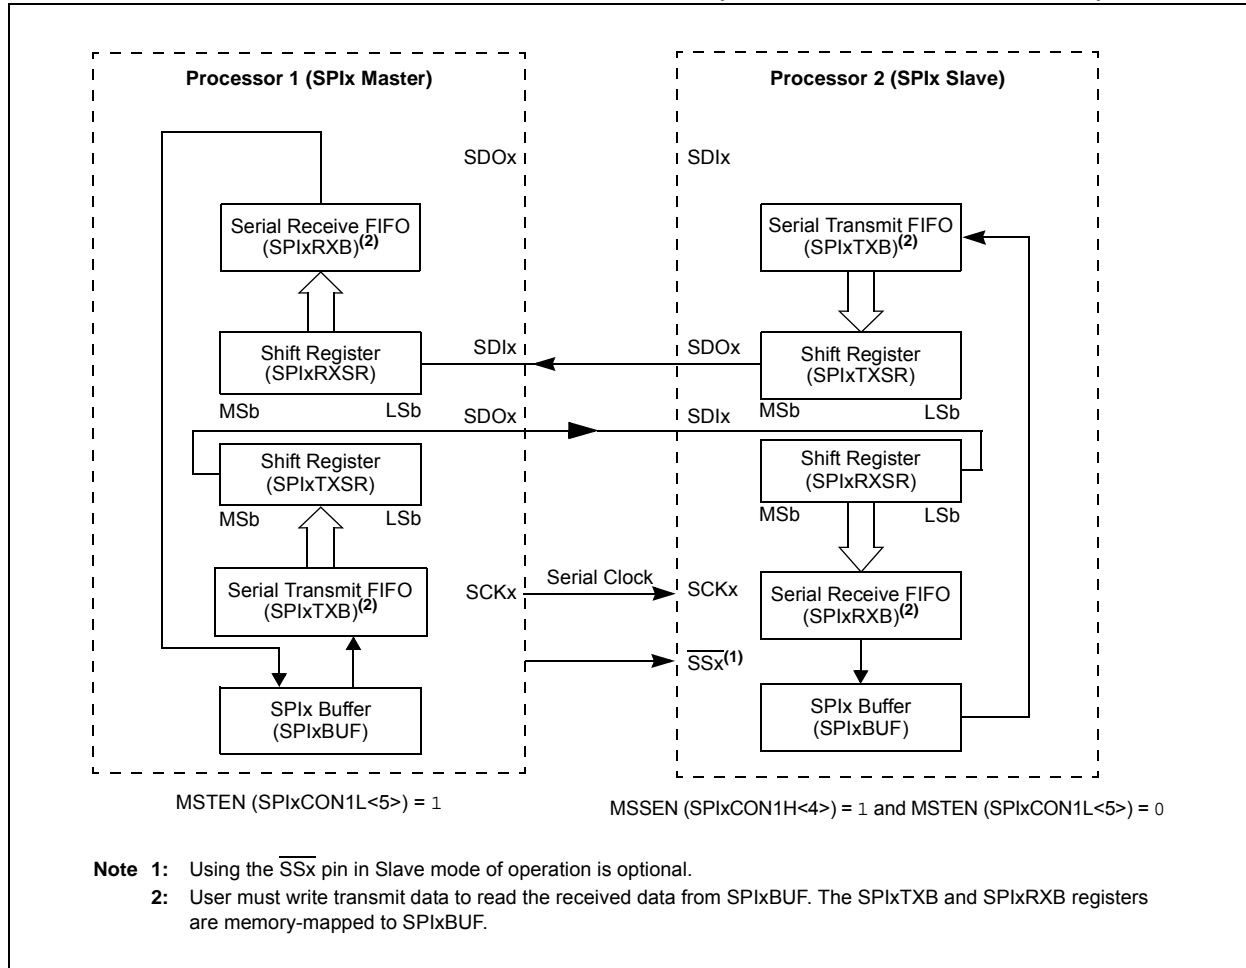 Processor 1 (SPIx Master)
Processor 2 (SPIx Slave)
SDOx
SDIx
Serial Receive FIFO
(SPIxRXB)(2)
Serial Transmit FIFO
(SPIxTXB)(2)
Shift Register
(SPIxRXSR)
SDIx
SDOx
Shift Register
(SPIxTXSR)
MSb
LSb
MSb
LSb
SDOx
SDIx
Shift Register
(SPIxTXSR)
Shift Register
(SPIxRXSR)
MSb
LSb
MSb
LSb
Serial Transmit FIFO
(SPIxTXB)(2)
SCKx
Serial Clock
SCKx
Serial Receive FIFO
(SPIxRXB)(2)
SSx(1)
SPIx Buffer
(SPIxBUF)
SPIx Buffer
(SPIxBUF)
MSTEN (SPIxCON1L<5>) = 1
MSSEN (SPIxCON1H<4>) = 1 and MSTEN (SPIxCON1L<5>) = 0
Note 1: Using the SSx pin in Slave mode of operation is optional.
2: User must write transmit data to read the received data from SPIxBUF. The SPIxTXB and SPIxRXB registers
are memory-mapped to SPIxBUF.